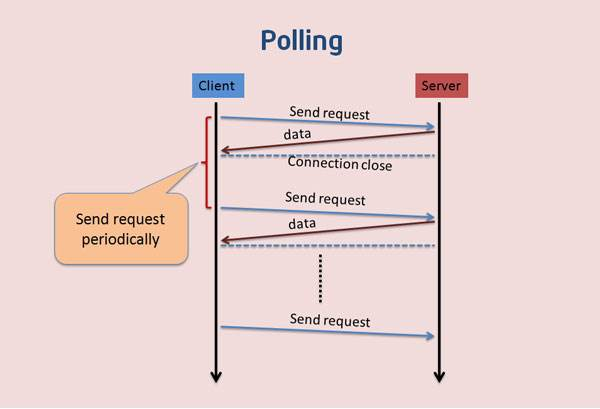 Polling
Client
Server
Send request
data
Connection close
Send request
periodically
Send request
data
Send request